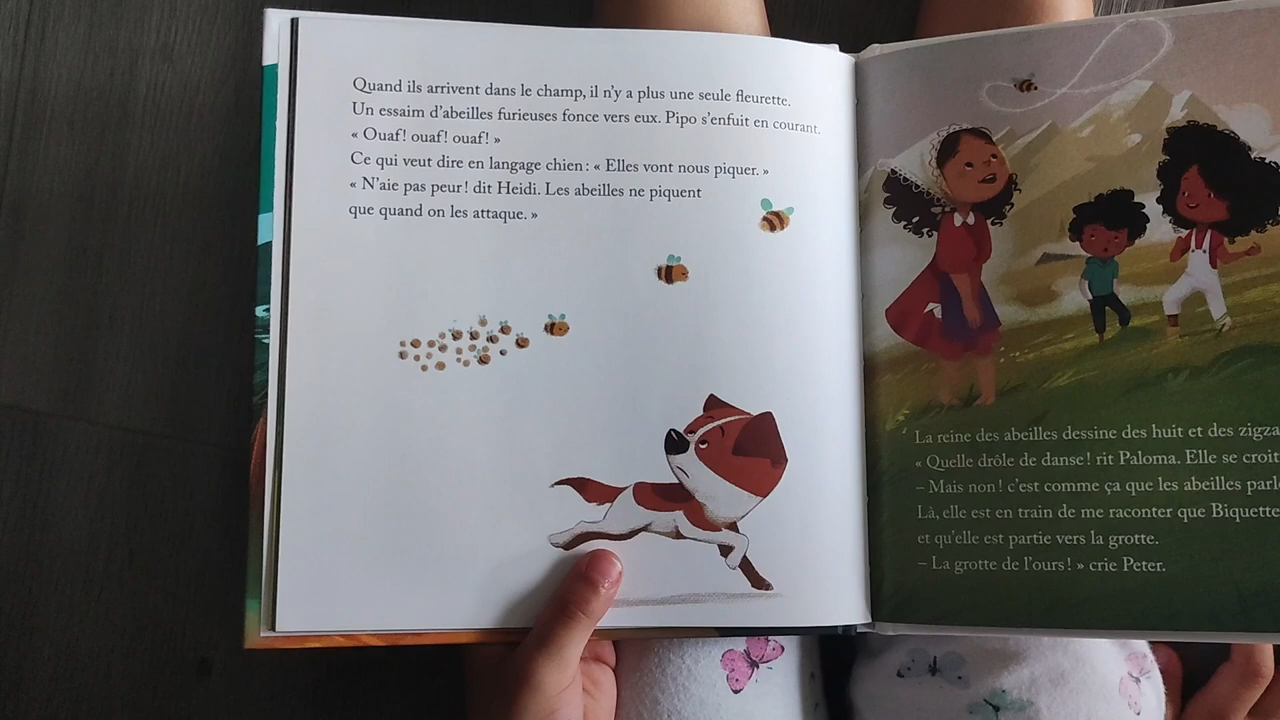 Quand ils arrivent dans le champ, il n'y a plus une seule fleurette.
Un essaim d'abeilles furieuses fonce vers eux. Pipo s'enfuit en courant.
« Ouaf! ouaf! ouaf! »
Ce qui veut dire en langage chien : « Elles vont nous piquer. »
« N'aie pas peur! dit Heidi. Les abeilles ne piquent
que quand on les attaque. »
La reine des abeilles dessine des huit et des
« Quelle drôle de danse! rit Paloma. Elle se croit
– Mais non! c'est comme ça que les abeilles
Là, elle est en train de me raconter que Biquette
et qu'elle est partie vers la grotte.
– La grotte de l'ours! » crie Peter.